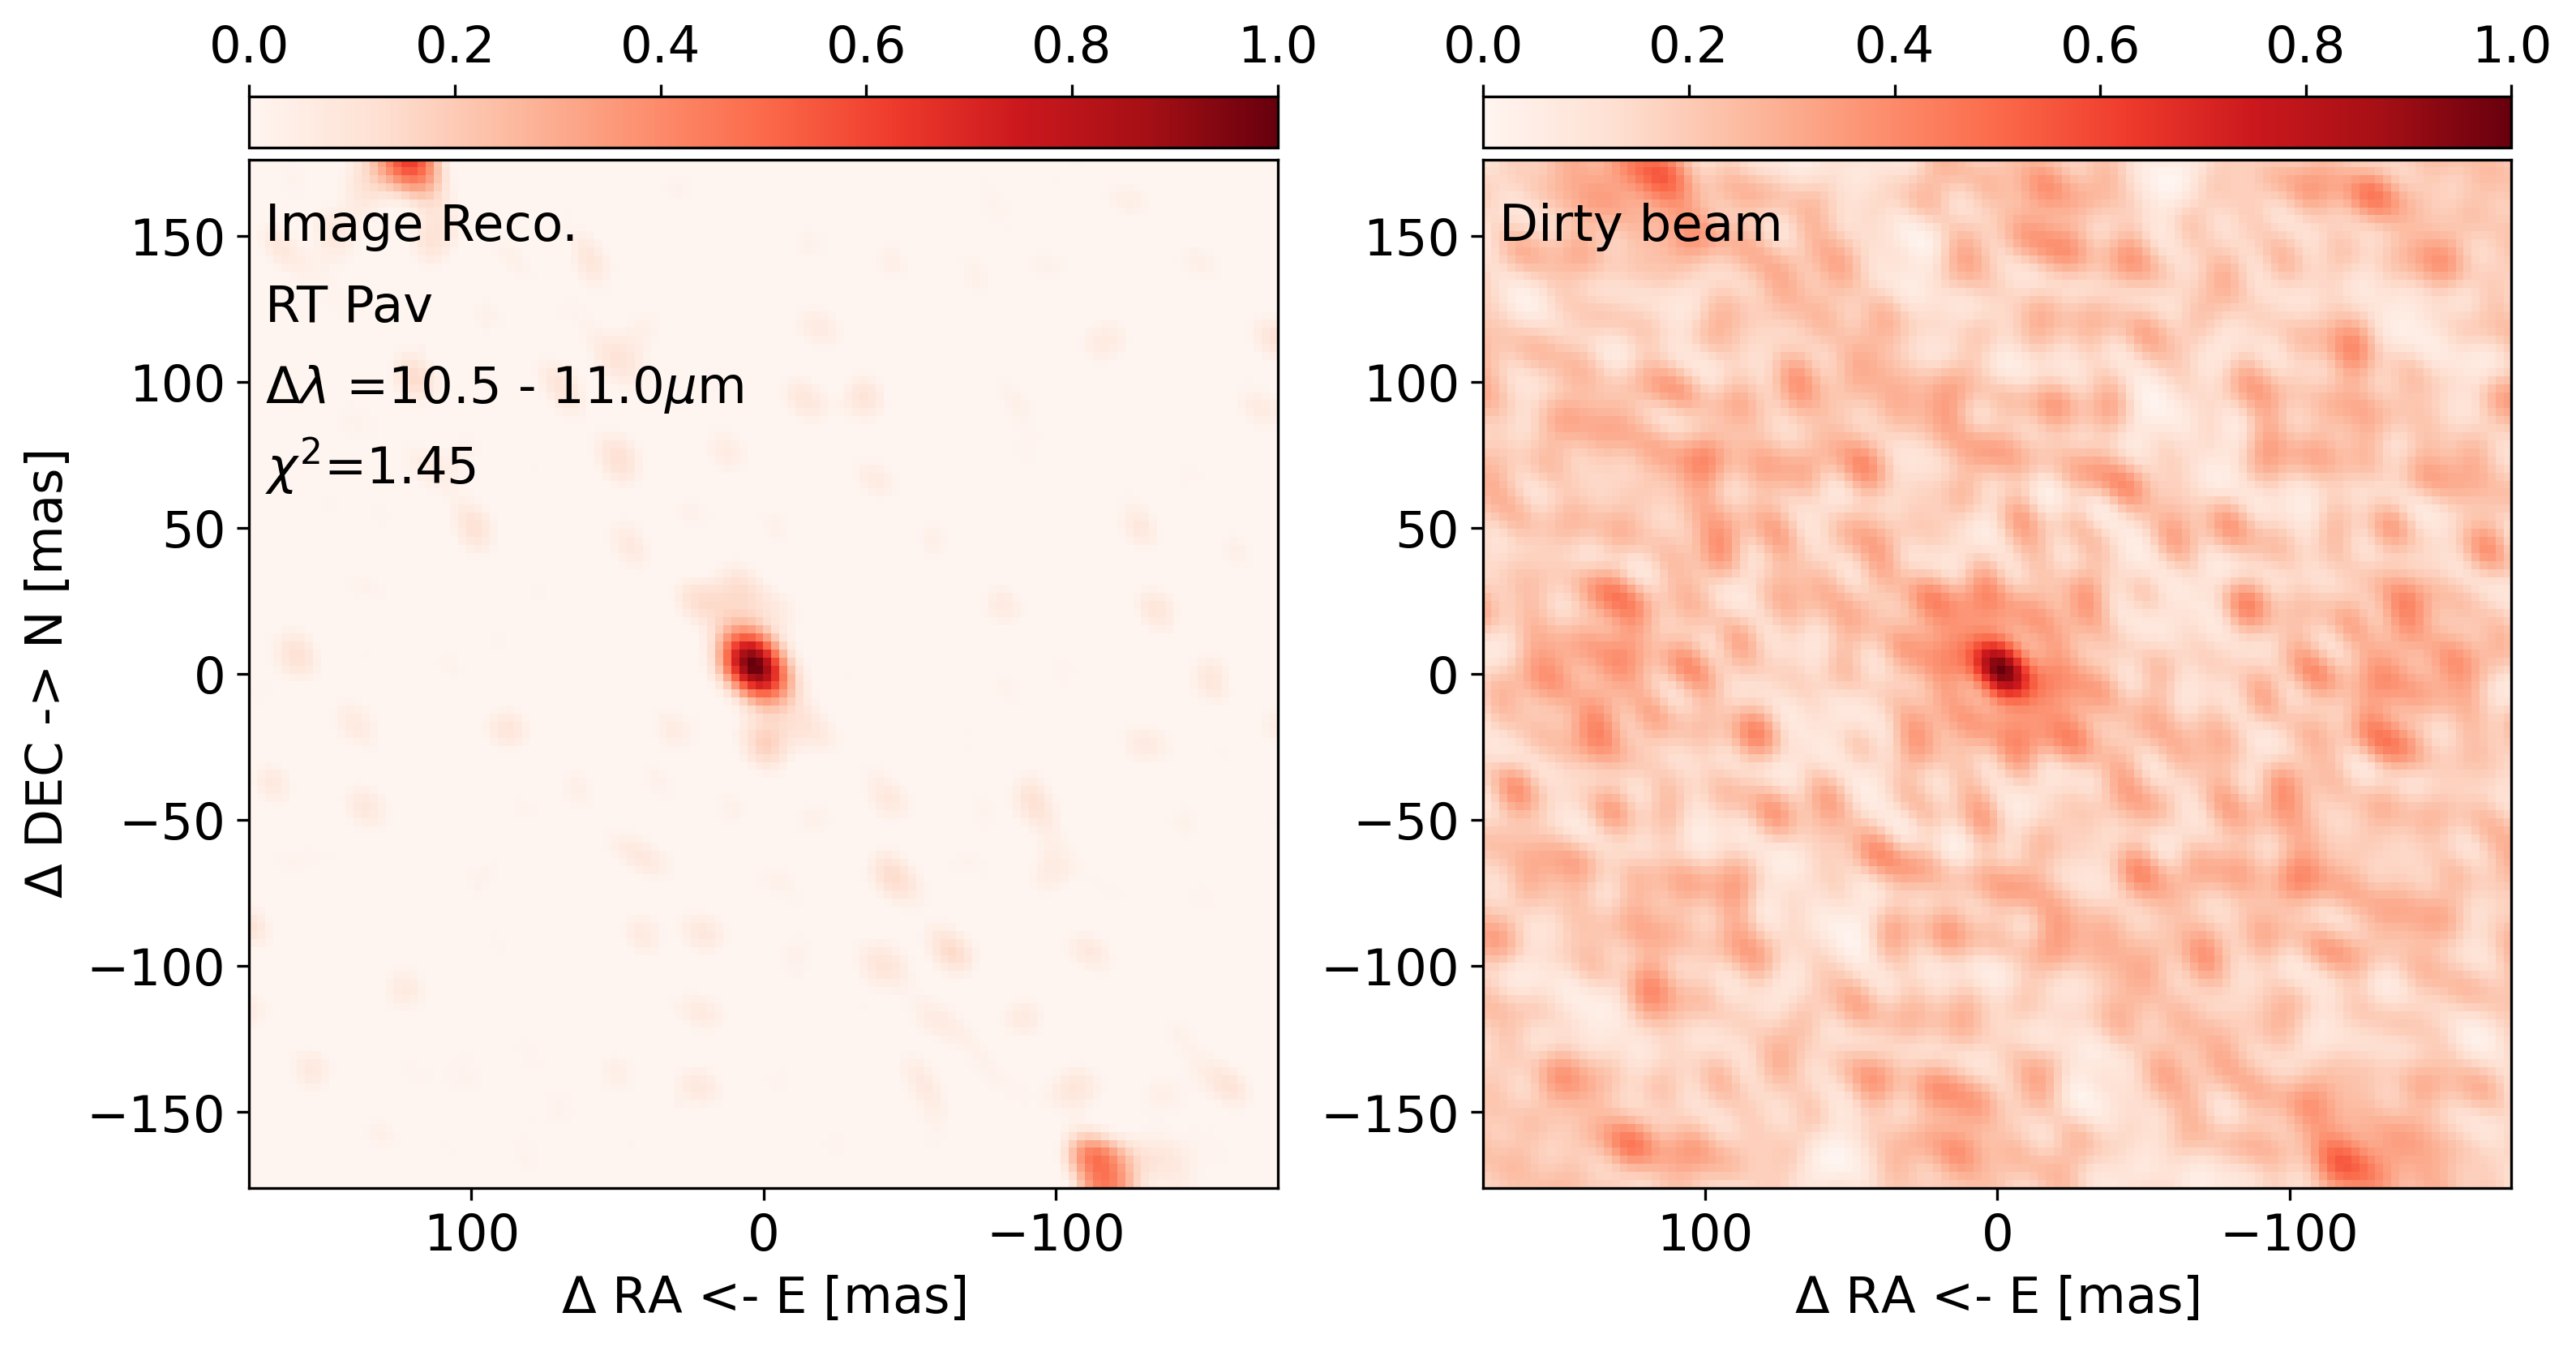 0.0 0.2 0.4 0.6 0.8 1.0
Image Reco.
RT Pav
Δλ =10.5 - 11.0μm
χ²=1.45
150
100
50
0
−50
−100
−150
Δ DEC -> N [mas]
100 0 −100
Δ RA <- E [mas]
0.0 0.2 0.4 0.6 0.8 1.0
Dirty beam
150
100
50
0
−50
−100
−150
100 0 −100
Δ RA <- E [mas]